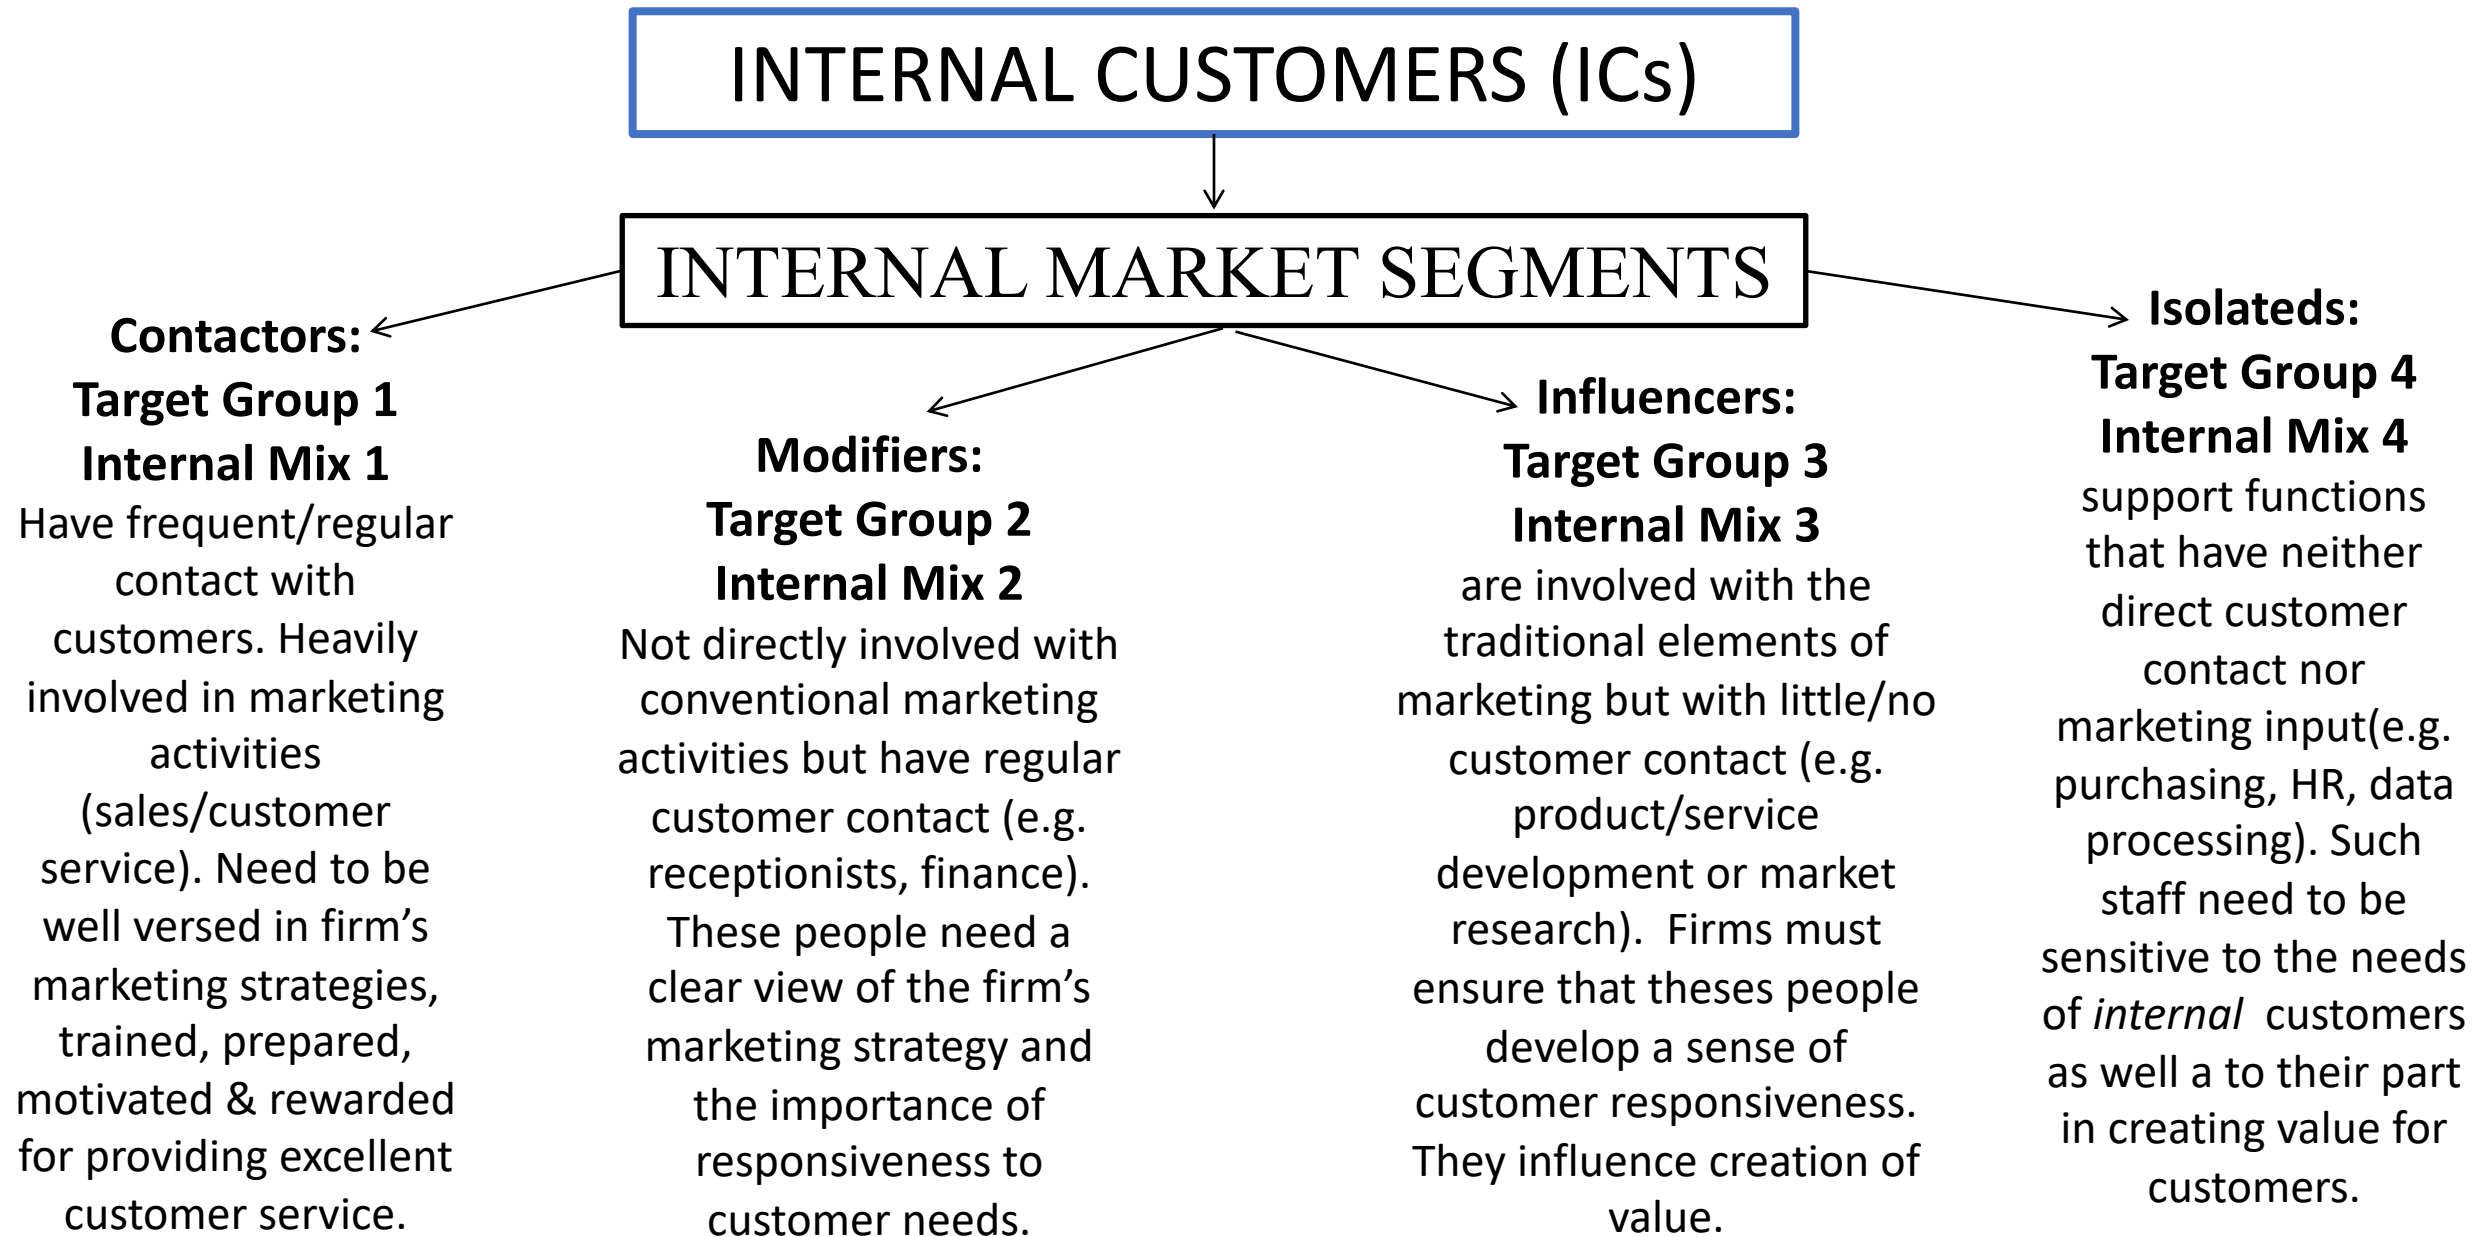 INTERNAL CUSTOMERS (ICs)
INTERNAL MARKET SEGMENTS
Contactors:
Target Group 1
Internal Mix 1
Have frequent/regular
contact with
customers. Heavily
involved in marketing
activities
(sales/customer
service). Need to be
well versed in firm’s
marketing strategies,
trained, prepared,
motivated & rewarded
for providing excellent
customer service.
Modifiers:
Target Group 2
Internal Mix 2
Not directly involved with
conventional marketing
activities but have regular
customer contact (e.g.
receptionists, finance).
These people need a
clear view of the firm’s
marketing strategy and
the importance of
responsiveness to
customer needs.
Influencers:
Target Group 3
Internal Mix 3
are involved with the
traditional elements of
marketing but with little/no
customer contact (e.g.
product/service
development or market
research).  Firms must
ensure that theses people
develop a sense of
customer responsiveness.
They influence creation of
value.
Isolateds:
Target Group 4
Internal Mix 4
support functions
that have neither
direct customer
contact nor
marketing input(e.g.
purchasing, HR, data
processing). Such
staff need to be
sensitive to the needs
of internal  customers
as well a to their part
in creating value for
customers.